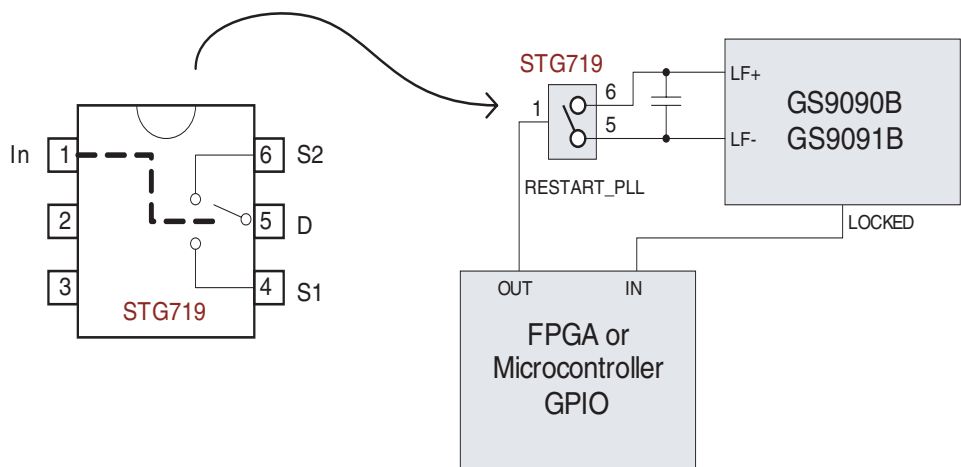 In
1
2
3
6
5
4
S2
D
S1
STG719
STG719
1
6
5
RESTART_PLL
LF+
LF-
GS9090B
GS9091B
LOCKED
OUT
IN
FPGA or
Microcontroller
GPIO